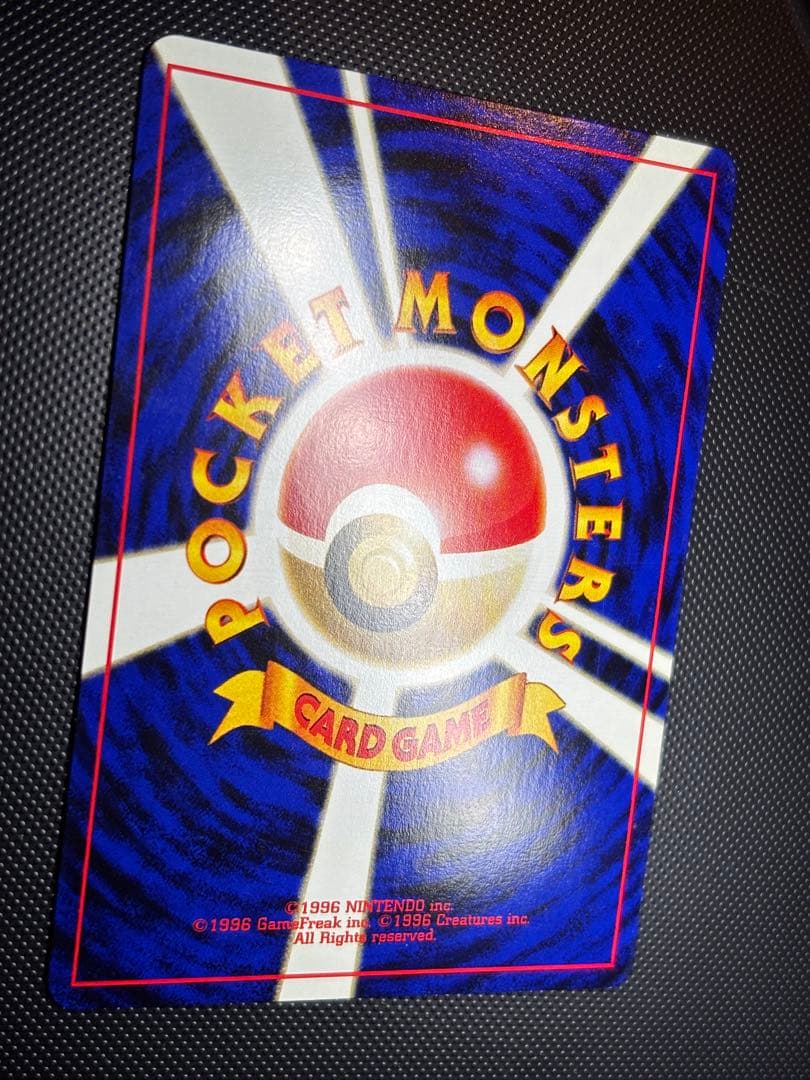 POCKET MONSTERS
CARD GAME
©1996 NINTENDO inc.
©1996 GameFreak inc. ©1996 Creatures inc.
All Rights reserved.